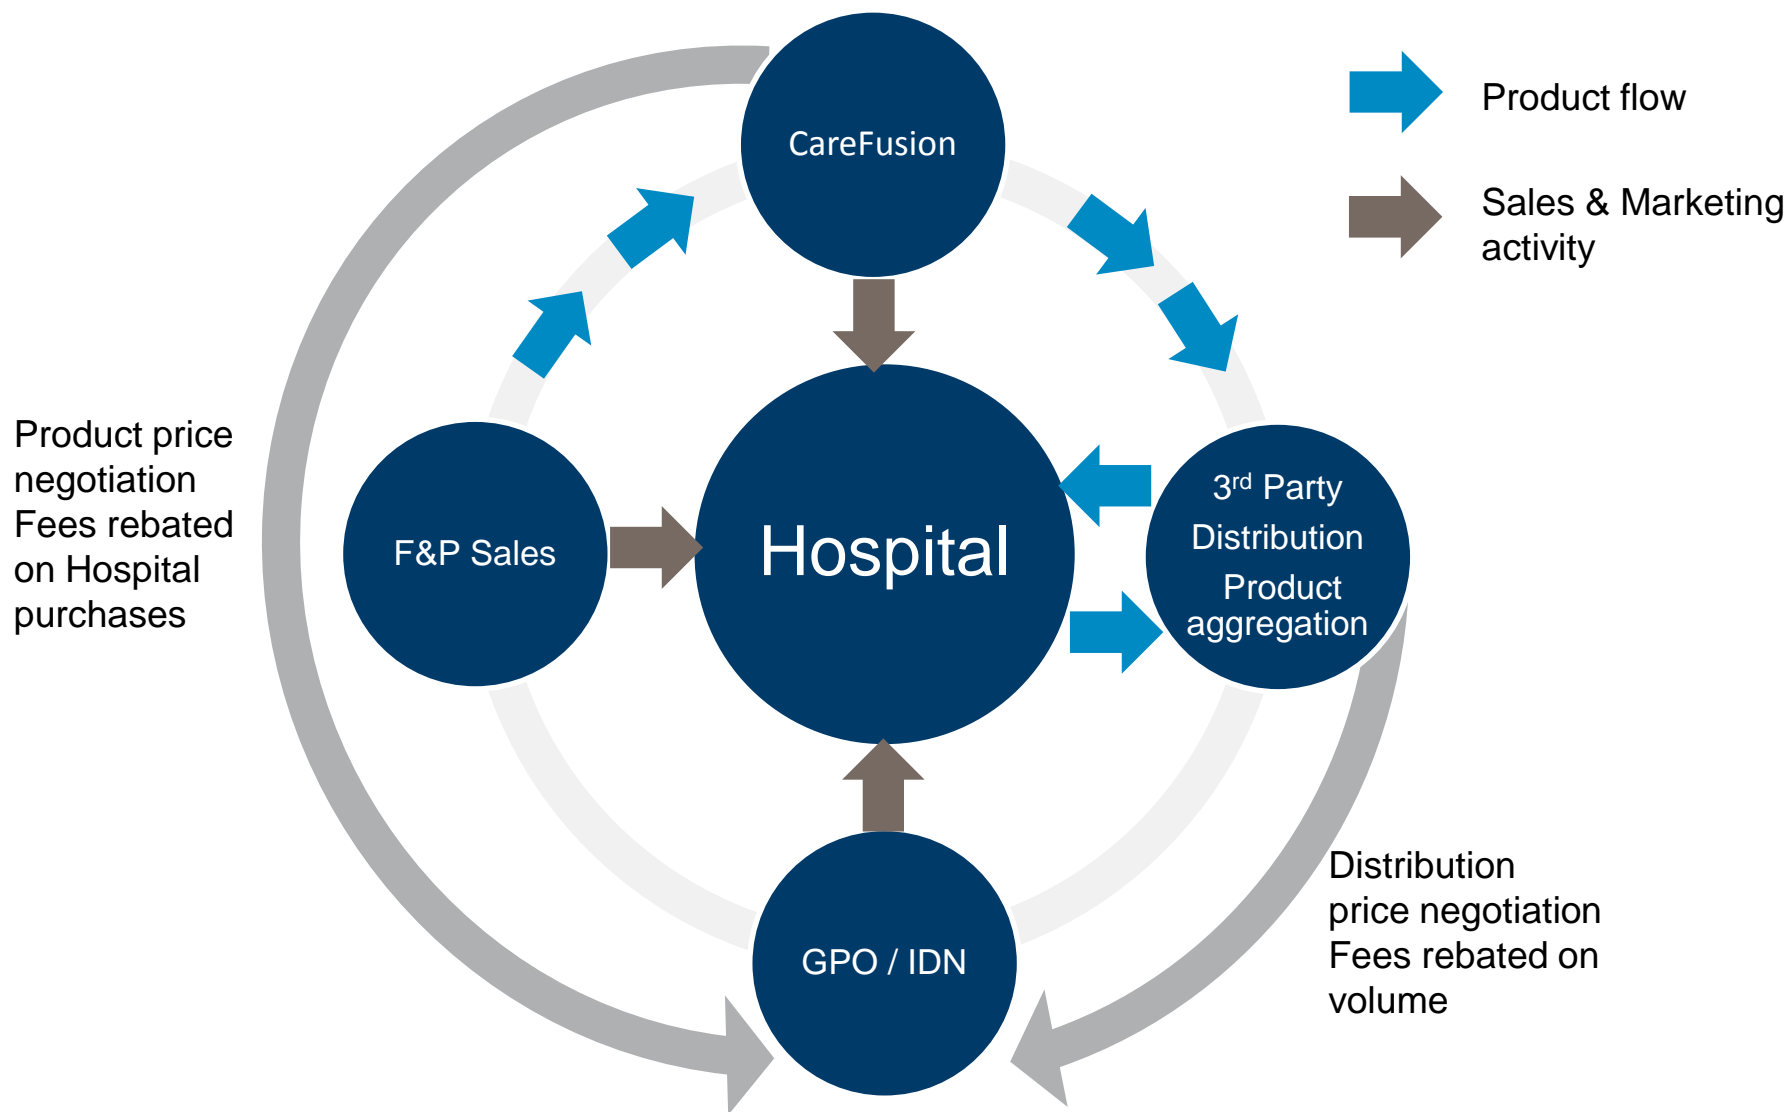 CareFusion
Product flow
Sales & Marketing
activity
Product price
negotiation
Fees rebated
on Hospital
purchases
F&P Sales
Hospital
3rd Party
Distribution
Product
aggregation
GPO / IDN
Distribution
price negotiation
Fees rebated on
volume